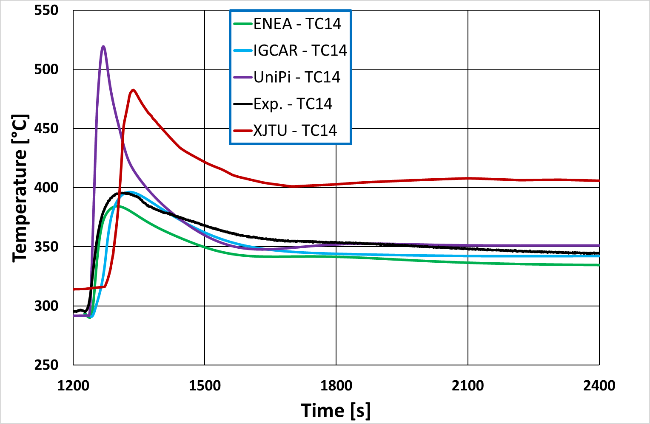 ENEA - TC14
IGCAR - TC14
UniPi - TC14
Exp. - TC14
XJTU - TC14
Temperature [°C]
550
500
450
400
350
300
250
1200
1500
1800
2100
2400
Time [s]